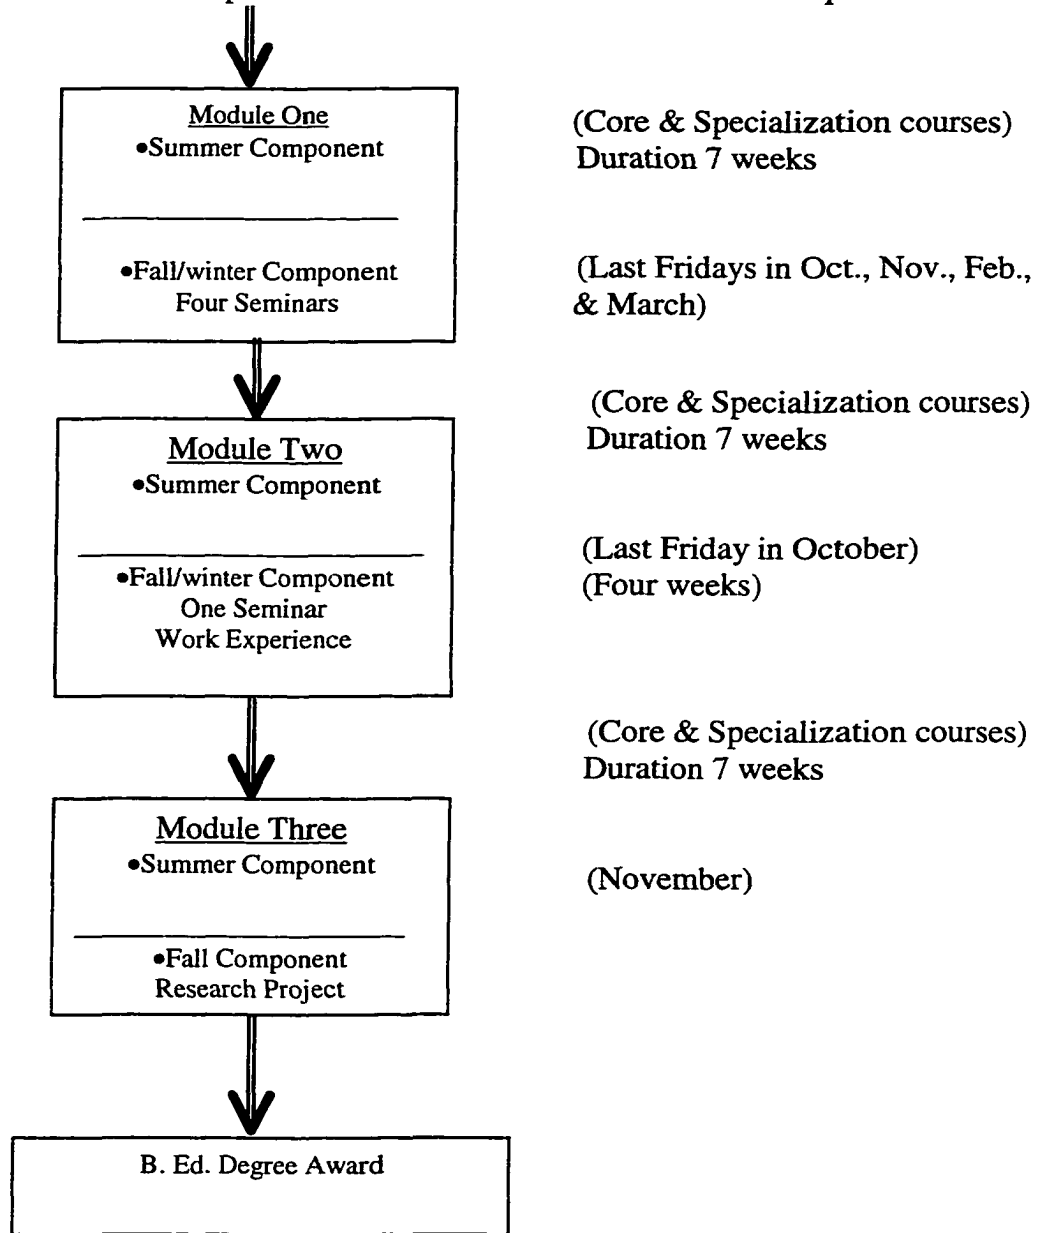 Module One
•Summer Component
(Core & Specialization courses)
Duration 7 weeks
•Fall/winter Component
Four Seminars
(Last Fridays in Oct., Nov., Feb.,
& March)
(Core & Specialization courses)
Duration 7 weeks
Module Two
•Summer Component
(Last Friday in October)
(Four weeks)
•Fall/winter Component
One Seminar
Work Experience
(Core & Specialization courses)
Duration 7 weeks
Module Three
•Summer Component
(November)
•Fall Component
Research Project
B. Ed. Degree Award